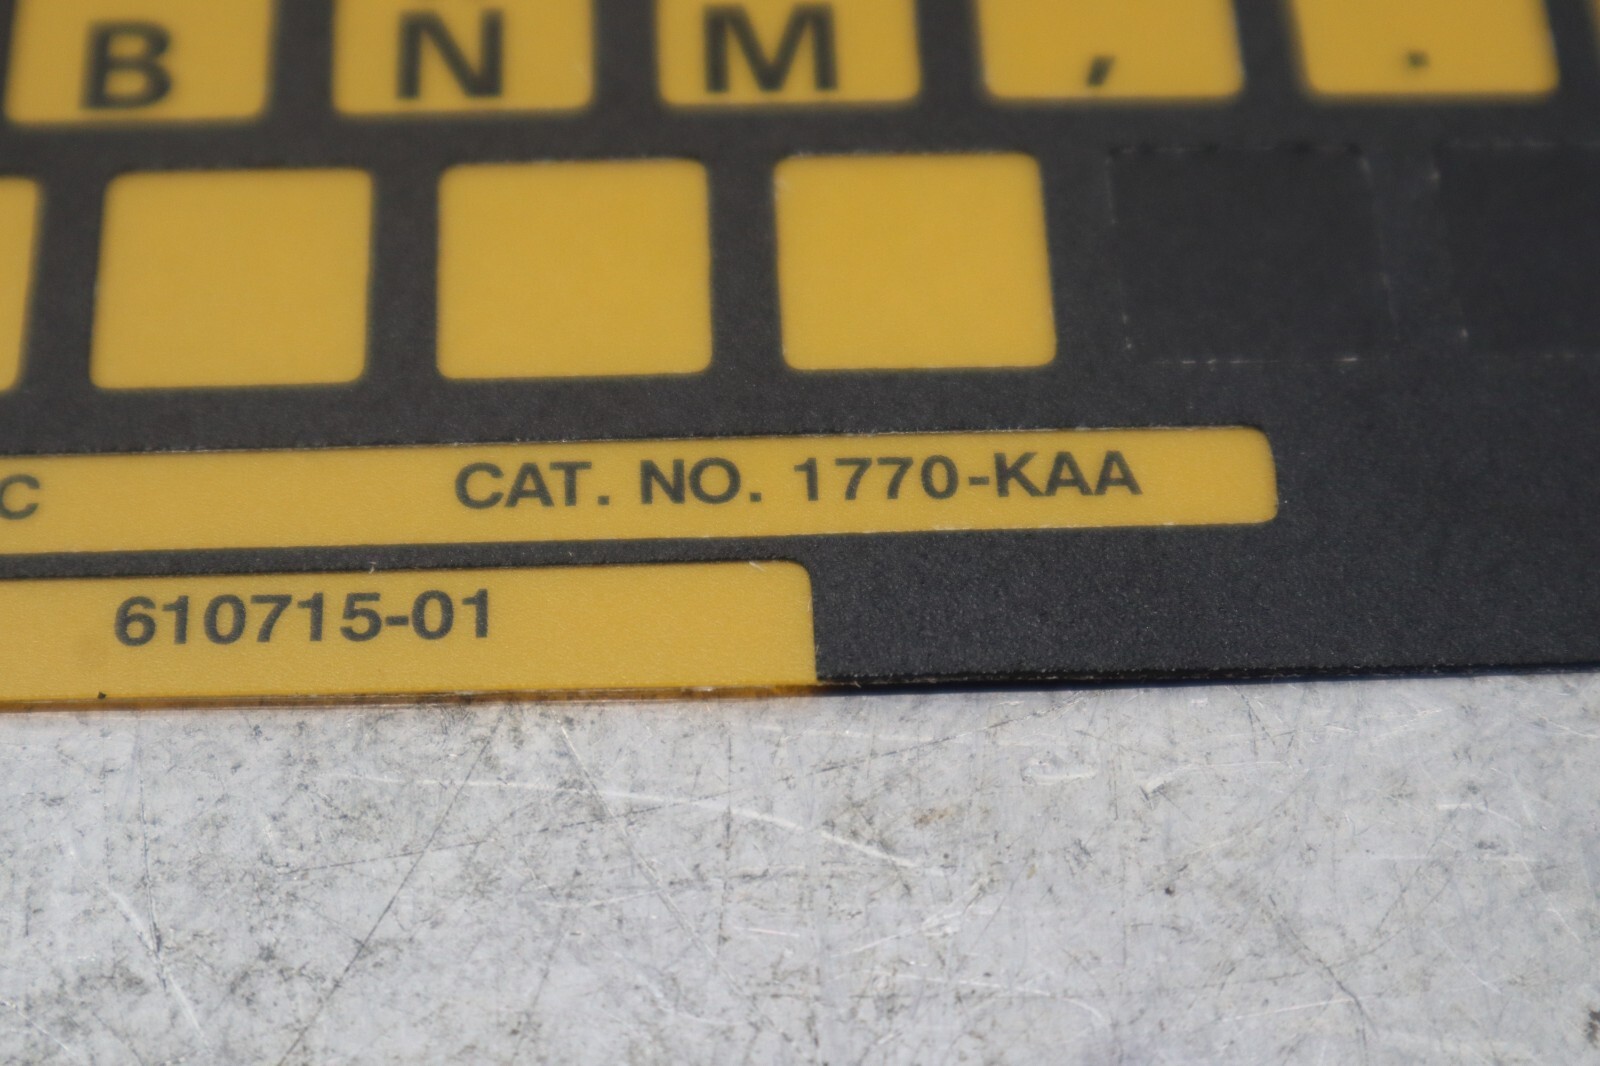 B N M , .
C CAT. NO. 1770-KAA
610715-01